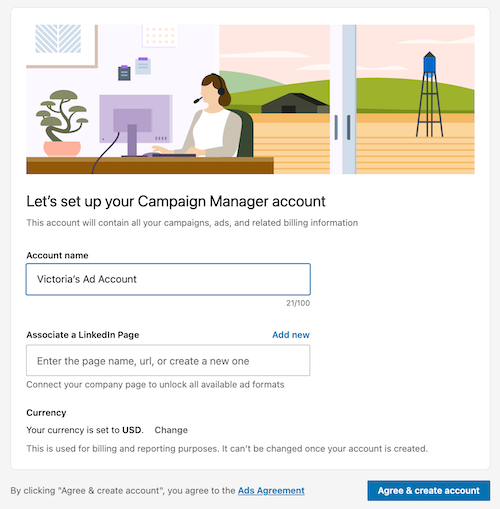 Let's set up your Campaign Manager account
This account will contain all your campaigns, ads, and related billing information
Account name
Victoria's Ad Account
21/100
Associate a LinkedIn Page Add new
Enter the page name, url, or create a new one
Connect your company page to unlock all available ad formats
Currency
Your currency is set to USD. Change
This is used for billing and reporting purposes. It can't be changed once your account is created.
By clicking "Agree & create account", you agree to the Ads Agreement Agree & create account